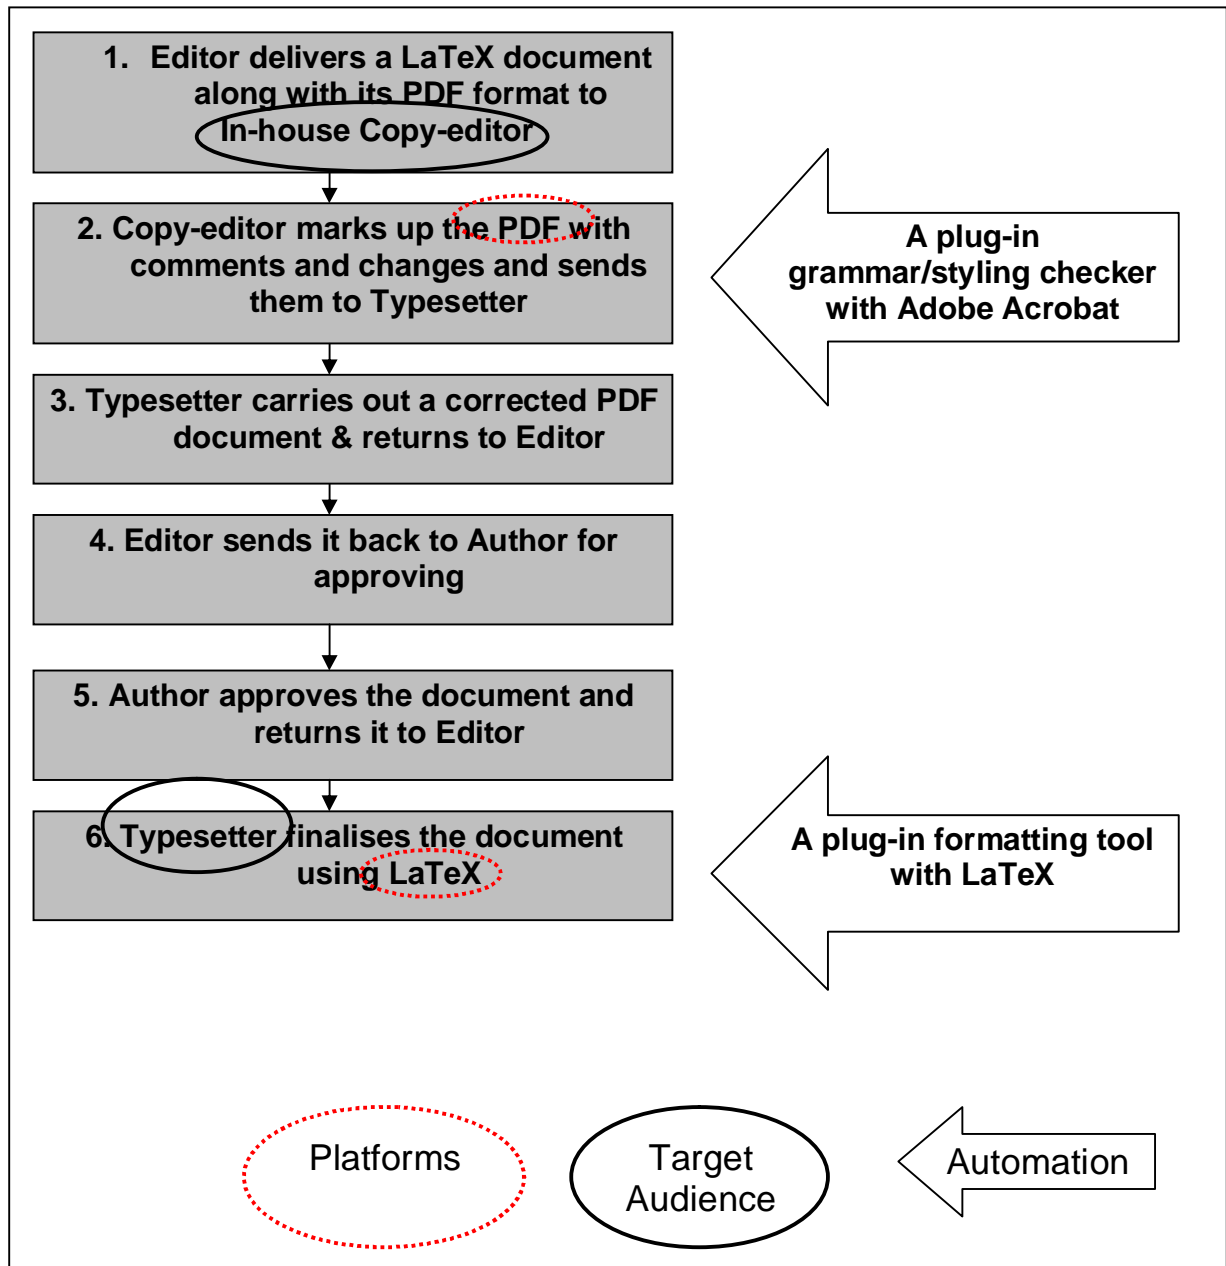 1. Editor delivers a LaTeX document
along with its PDF format to
In-house Copy-editor
2. Copy-editor marks up the PDF with
comments and changes and sends
them to Typesetter
A plug-in
grammar/styling checker
with Adobe Acrobat
3. Typesetter carries out a corrected PDF
document & returns to Editor
4. Editor sends it back to Author for
approving
5. Author approves the document and
returns it to Editor
6. Typesetter finalises the document
using LaTeX
A plug-in formatting tool
with LaTeX
Platforms
Target
Audience
Automation